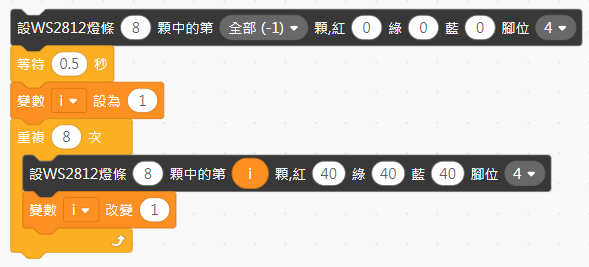 設WS2812燈條 8 顆中的第 全部 (-1) 顆,紅 0 綠 0 藍 0 腳位 4
等待 0.5 秒
變數 i 設為 1
重複 8 次
設WS2812燈條 8 顆中的第 i 顆,紅 40 綠 40 藍 40 腳位 4
變數 i 改變 1